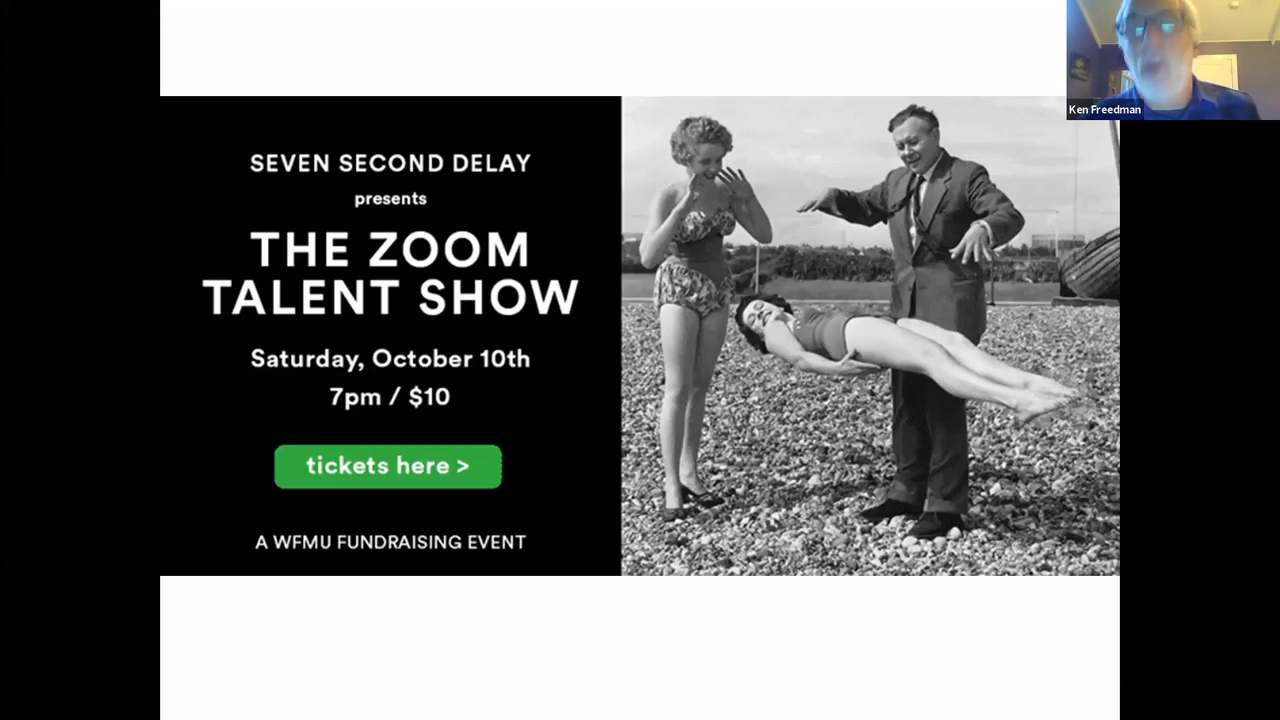 Ken Freedman
SEVEN SECOND DELAY
presents
THE ZOOM
TALENT SHOW
Saturday, October 10th
7pm / $10
tickets here >
A WFMU FUNDRAISING EVENT